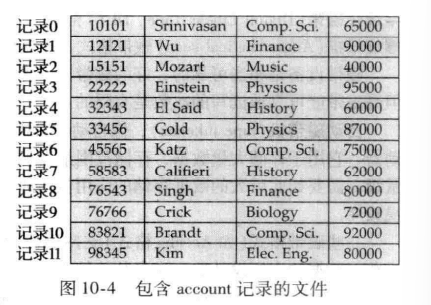 记录0 10101 Srinivasan Comp. Sci. 65000
记录1 12121 Wu Finance 90000
记录2 15151 Mozart Music 40000
记录3 22222 Einstein Physics 95000
记录4 32343 El Said History 60000
记录5 33456 Gold Physics 87000
记录6 45565 Katz Comp. Sci. 75000
记录7 58583 Califieri History 62000
记录8 76543 Singh Finance 80000
记录9 76766 Crick Biology 72000
记录10 83821 Brandt Comp. Sci. 92000
记录11 98345 Kim Elec. Eng. 80000
图 10-4 包含 account 记录的文件